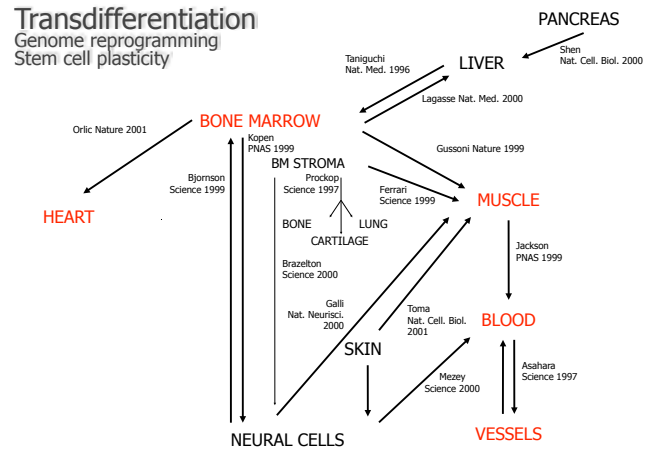 Transdifferentiation
Genome reprogramming
Stem cell plasticity
PANCREAS
Shen
Nat. Cell. Biol. 2000
LIVER
Taniguchi
Nat. Med. 1996
Lagasse Nat. Med. 2000
BONE MARROW
Orlic Nature 2001
Kopen
PNAS 1999
Gussoni Nature 1999
BM STROMA
Bjornson
Science 1999
Prockop
Science 1997
Ferrari
Science 1999
MUSCLE
HEART
BONE
LUNG
CARTILAGE
Jackson
PNAS 1999
Brazelton
Science 2000
Galli
Nat. Neurisci.
2000
Toma
Nat. Cell. Biol.
2001
BLOOD
SKIN
Mezey
Science 2000
Asahara
Science 1997
NEURAL CELLS
VESSELS